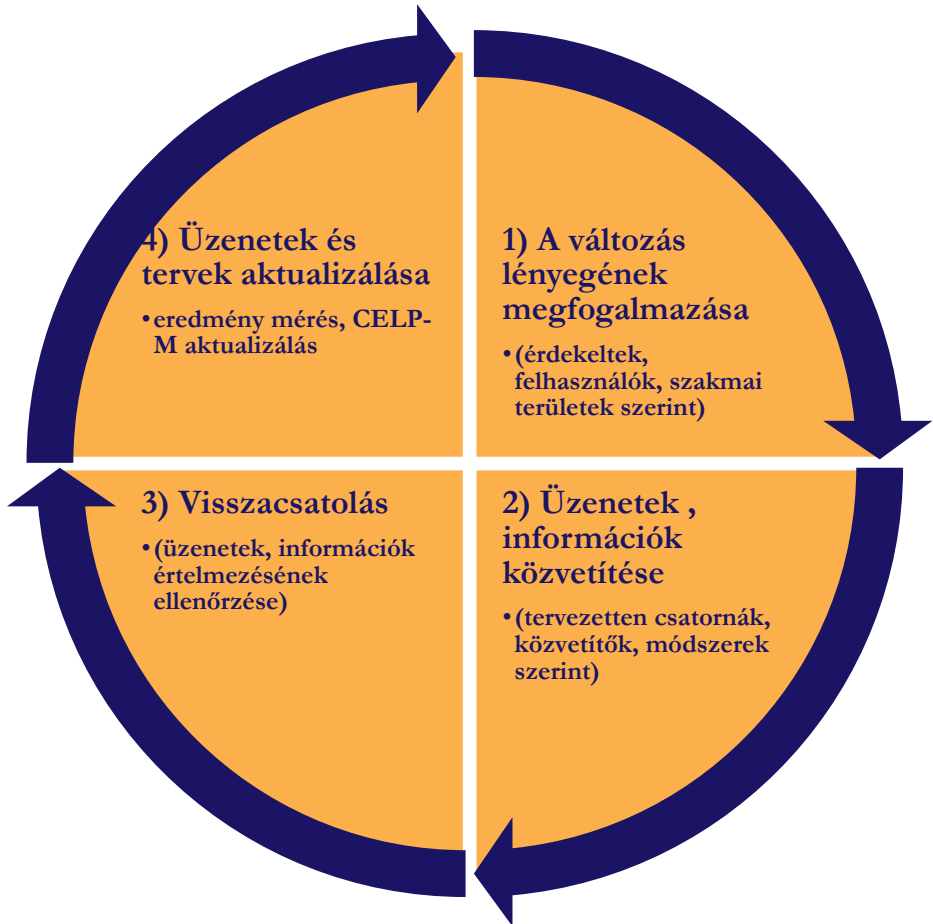 1) A változás
lényegének
megfogalmazása
•(érdekeltek,
felhasználók, szakmai
területek szerint)
2) Üzenetek ,
információk
közvetítése
•(tervezetten csatornák,
közvetítők, módszerek
szerint)
3) Visszacsatolás
•(üzenetek, információk
értelmezésének
ellenőrzése)
4) Üzenetek és
tervek aktualizálása
•eredmény mérés, CELP-
M aktualizálás